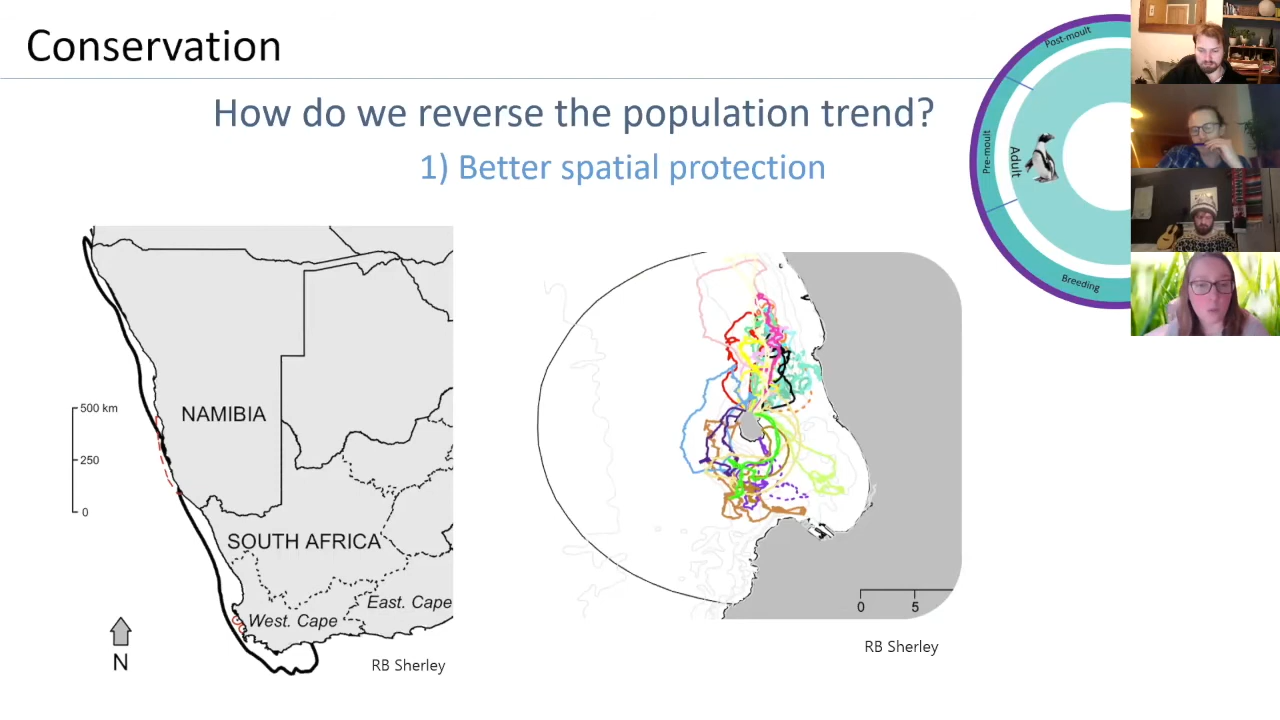 Conservation
How do we reverse the population trend?
1) Better spatial protection
Post-moult
Pre-moult
Adult
Breeding
NAMIBIA
500 km
250
0
SOUTH AFRICA
East. Cape
West. Cape
N
RB Sherley
0
5
RB Sherley